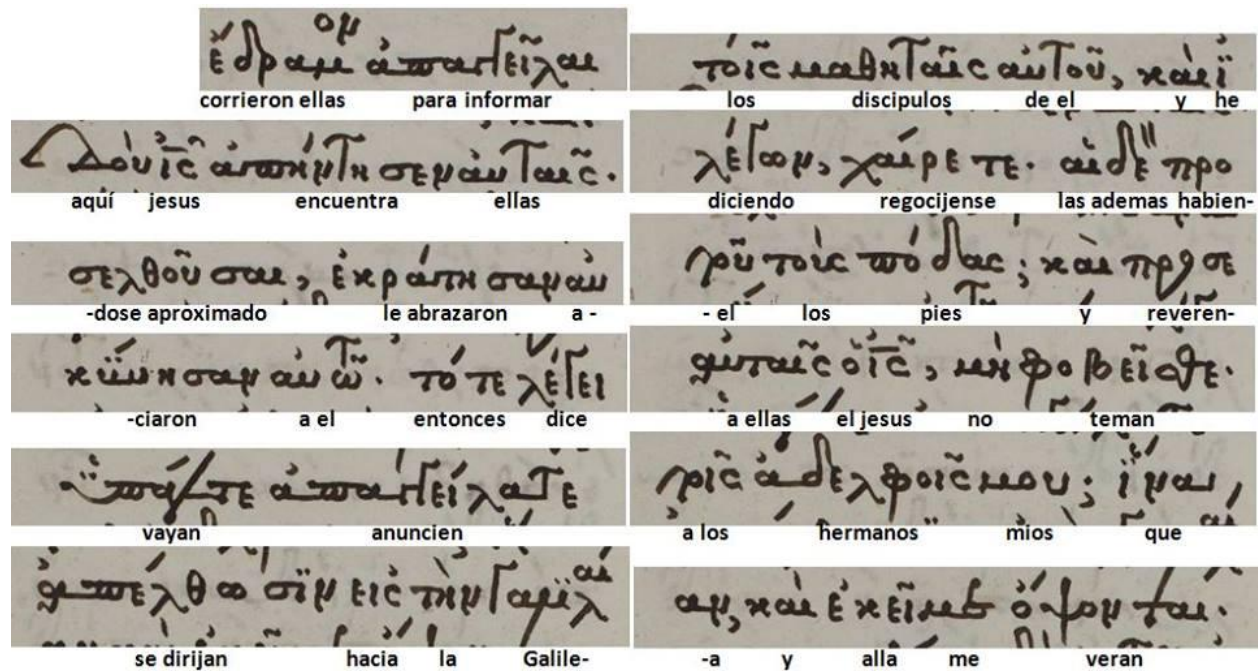 ἔδραμον ἀπαγγεῖλαι
corrieron ellas para informar
τοῖς μαθηταῖς αὐτοῦ, καὶ ἰ
los discipulos de el y he
δοὺ ις̅ ἀπήντησεν αὐταῖς.
aquí jesus encuentra ellas
λέγων, χαίρετε. αἱ δὲ προ
diciendo regocijense las ademas habien-
σελθοῦσαι, ἐκράτησαν αὐ
-dose aproximado le abrazaron a -
τοῦ τοὺς πόδας; καὶ προσε
- el los pies y reveren-
κύνησαν αὐτῷ. τότε λέγει
-ciaron a el entonces dice
αὐταῖς ὁ ις̅, μὴ φοβεῖσθε.
a ellas el jesus no teman
ὑπάγετε ἀπαγγείλατε
vayan anuncien
τοῖς ἀδελφοῖς μου; ἵνα
a los hermanos mios que
ἀπέλθωσιν εἰς τὴν Γαλιλαί
se dirijan hacia la Galile-
αν, καὶ ἐκεῖ με ὄψονται.
-a y alla me veran